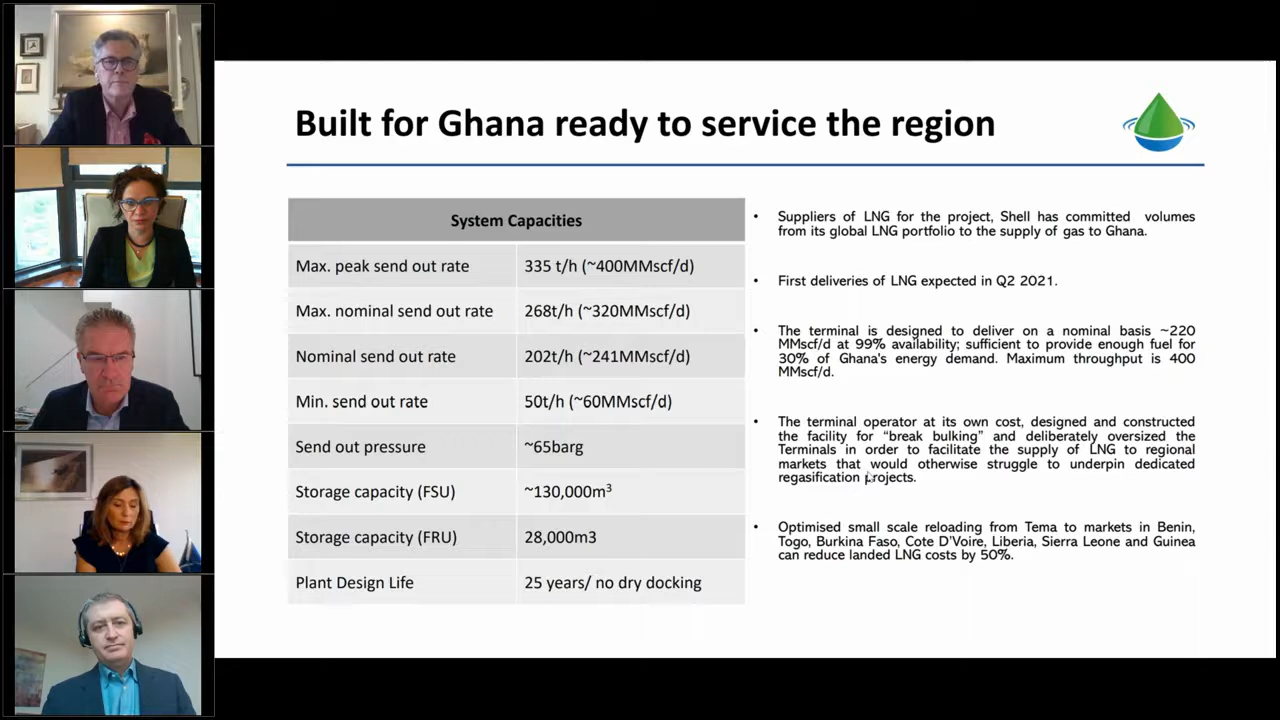 Built for Ghana ready to service the region
System Capacities
Max. peak send out rate 335 t/h (~400MMscf/d)
Max. nominal send out rate 268t/h (~320MMscf/d)
Nominal send out rate 202t/h (~241MMscf/d)
Min. send out rate 50t/h (~60MMscf/d)
Send out pressure ~65barg
Storage capacity (FSU) ~130,000m³
Storage capacity (FRU) 28,000m3
Plant Design Life 25 years/ no dry docking
• Suppliers of LNG for the project, Shell has committed volumes
from its global LNG portfolio to the supply of gas to Ghana.
• First deliveries of LNG expected in Q2 2021.
• The terminal is designed to deliver on a nominal basis ~220
MMscf/d at 99% availability; sufficient to provide enough fuel for
30% of Ghana's energy demand. Maximum throughput is 400
MMscf/d.
• The terminal operator at its own cost, designed and constructed
the facility for “break bulking” and deliberately oversized the
Terminals in order to facilitate the supply of LNG to regional
markets that would otherwise struggle to underpin dedicated
regasification projects.
• Optimised small scale reloading from Tema to markets in Benin,
Togo, Burkina Faso, Cote D’Voire, Liberia, Sierra Leone and Guinea
can reduce landed LNG costs by 50%.